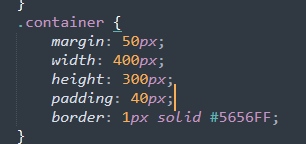 }
.container {
    margin: 50px;
    width: 400px;
    height: 300px;
    padding: 40px;
    border: 1px solid #5656FF;
}